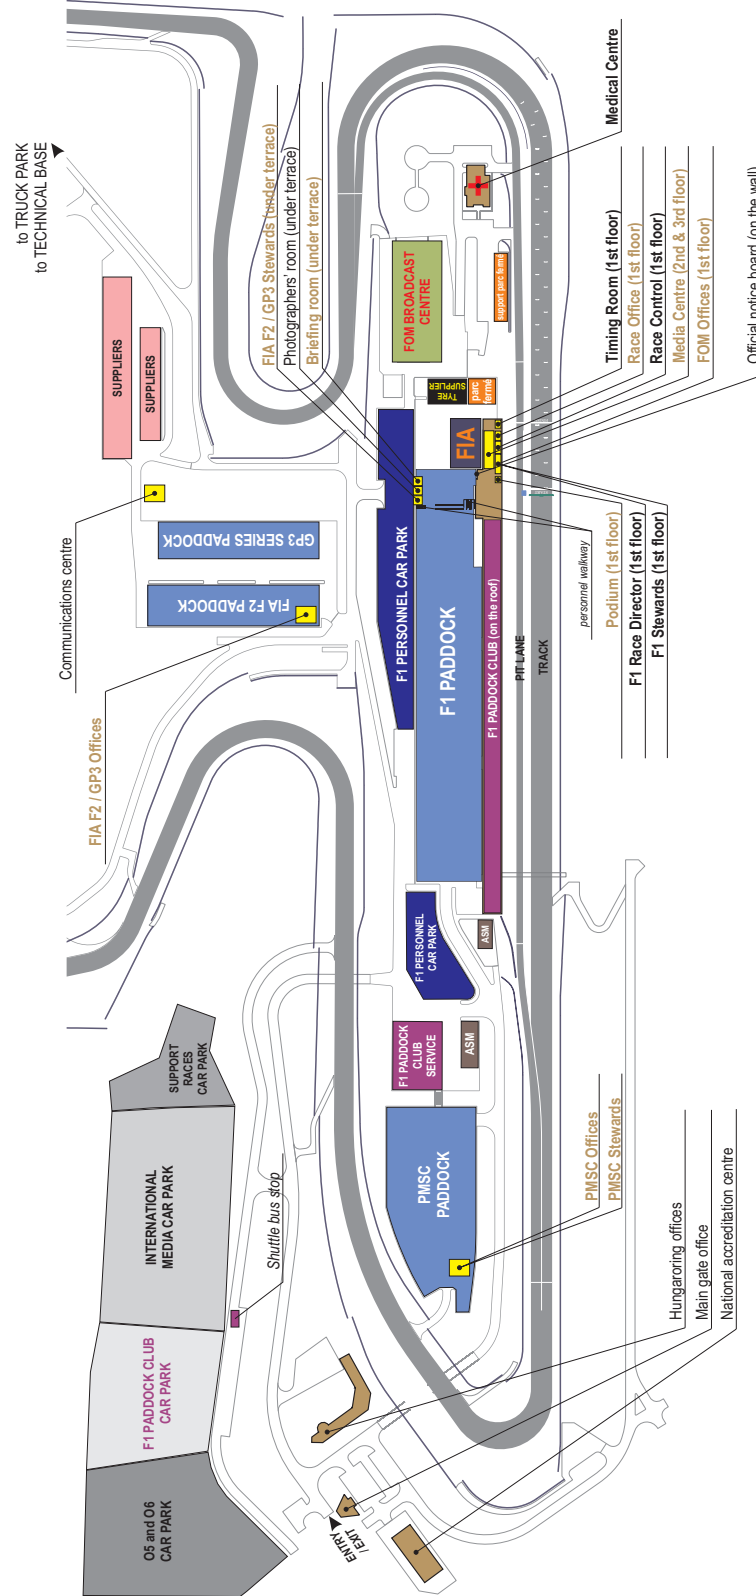 to TRUCK PARK
to TECHNICAL BASE
Medical Centre
FIA F2 / GP3 Stewards (under terrace)
Photographers' room (under terrace)
Briefing room (under terrace)
SUPPLIERS
SUPPLIERS
FOM BROADCAST
CENTRE
support parc fermé
TYRE
SUPPLIER
parc
fermé
FIA
Timing Room (1st floor)
Race Office (1st floor)
Race Control (1st floor)
Media Centre (2nd & 3rd floor)
FOM Offices (1st floor)
Official notice board (on the wall)
Communications centre
GP3 SERIES PADDOCK
FIA F2 PADDOCK
FIA F2 / GP3 Offices
F1 PERSONNEL CAR PARK
F1 PADDOCK
F1 PADDOCK CLUB (on the roof)
PIT LANE
TRACK
personnel walkway
Podium (1st floor)
F1 Race Director (1st floor)
F1 Stewards (1st floor)
F1 PERSONNEL
CAR PARK
ASM
F1 PADDOCK
CLUB
SERVICE
ASM
SUPPORT
RACES
CAR PARK
INTERNATIONAL
MEDIA CAR PARK
Shuttle bus stop
PMSC
PADDOCK
PMSC Offices
PMSC Stewards
F1 PADDOCK CLUB
CAR PARK
O5 and O6
CAR PARK
ENTRY
/ EXIT
Hungaroring offices
Main gate office
National accreditation centre